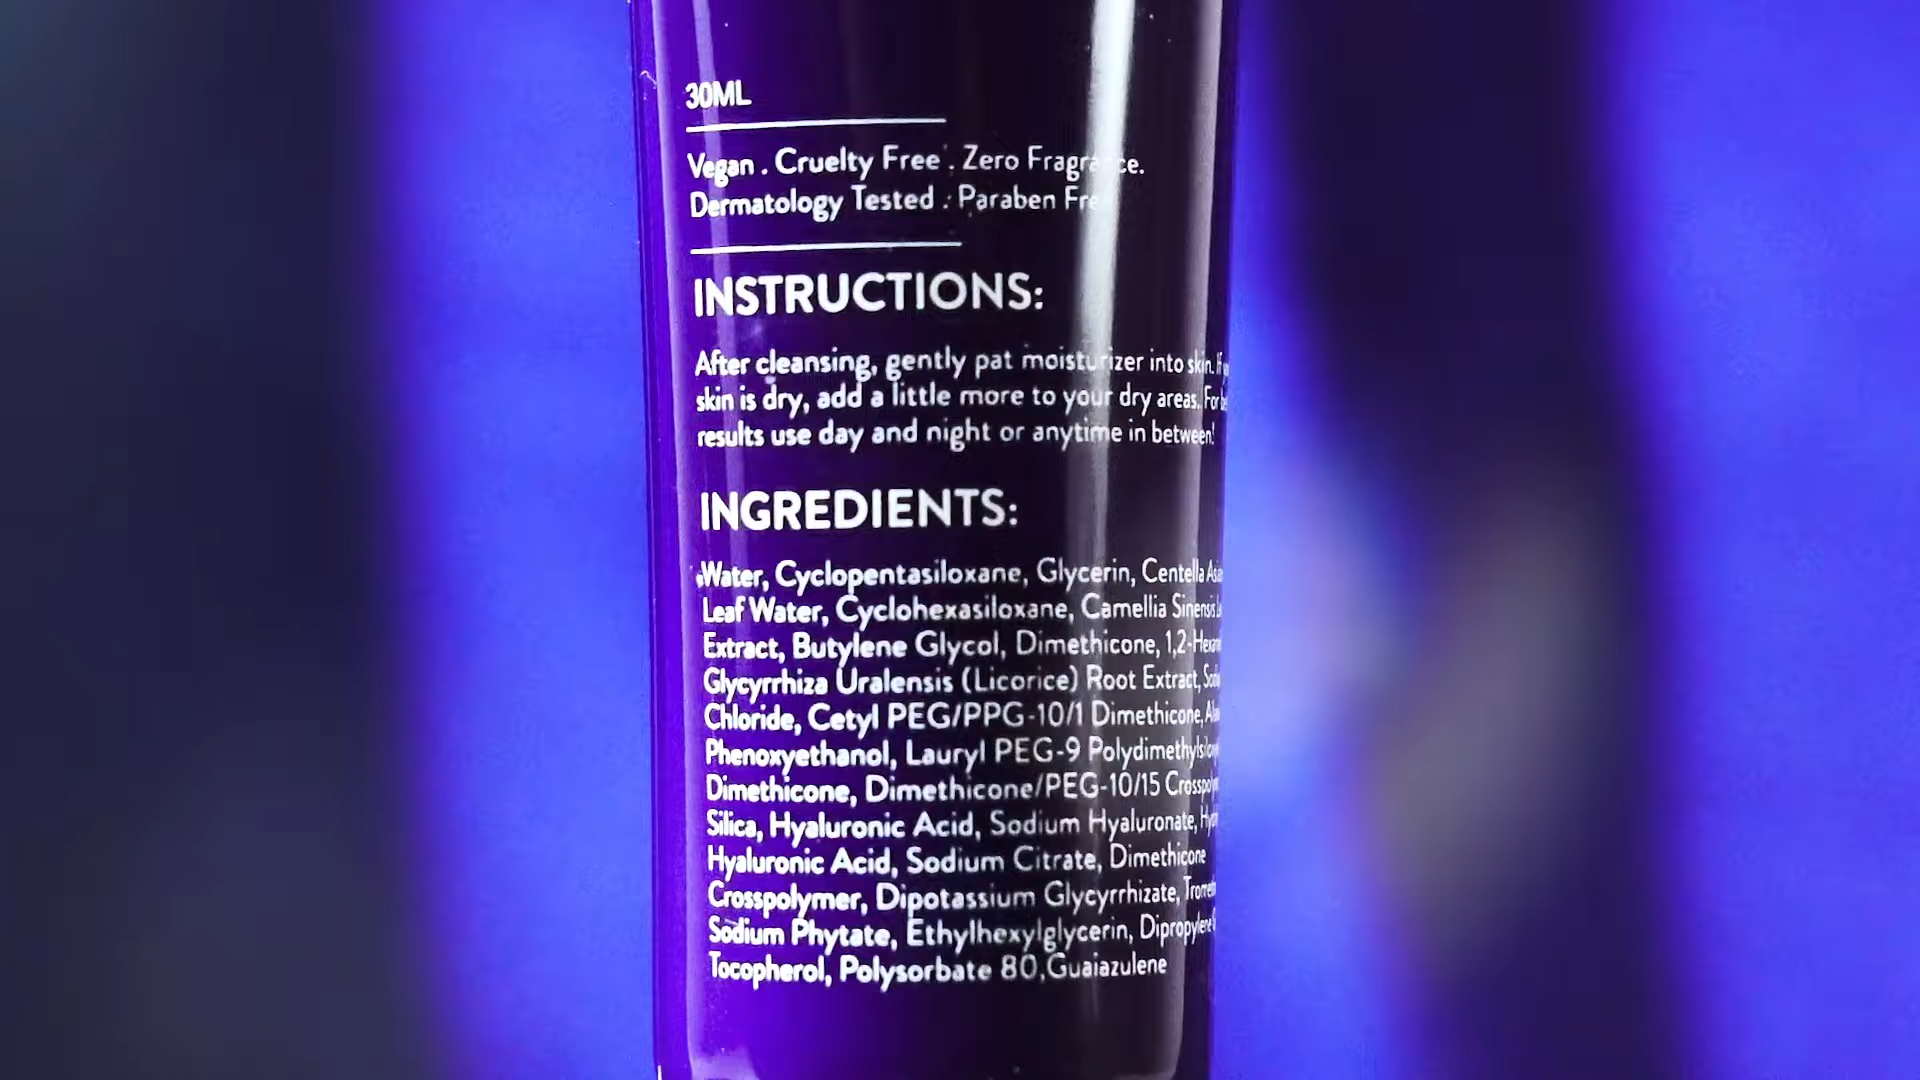 30ML
Vegan . Cruelty Free . Zero
Dermatology Tested . Paraben
INSTRUCTIONS:
After cleansing, gently pat moisturizer into skin. If
skin is dry, add a little more to your dry areas. For
results use day and night or anytime in between!
INGREDIENTS:
Water, Cyclopentasiloxane, Glycerin, Centella
Leaf Water, Cyclohexasiloxane, Camellia Sinensis
Extract, Butylene Glycol, Dimethicone,
Glycyrrhiza Uralensis (Licorice) Root Extract,
Chloride, Cetyl PEG/PPG-10/1 Dimethicone,
Phenoxyethanol, Lauryl PEG-9
Dimethicone, Dimethicone/PEG-10/15
Silica, Hyaluronic Acid, Sodium Hyaluronate,
Hyaluronic Acid, Sodium Citrate, Dimethicone
Crosspolymer, Dipotassium Glycyrrhizate,
Sodium Phytate, Ethylhexylglycerin, Dipropylene
Tocopherol, Polysorbate 80,Guaiazulene